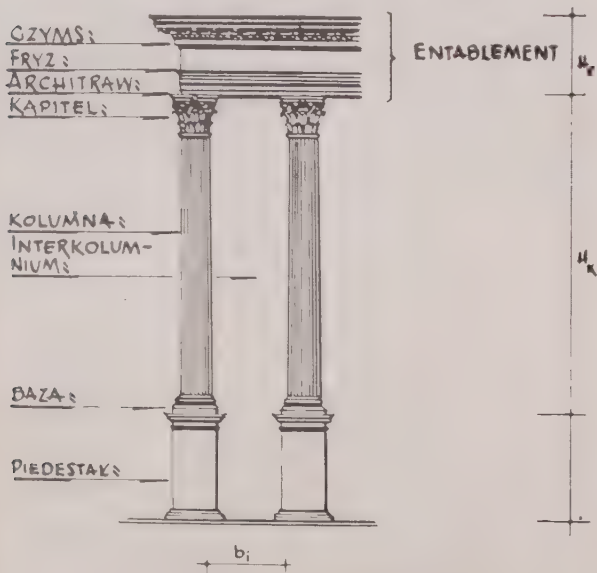 GZYMS:
FRYZ:
ARCHITRAW:
KAPITEL:
ENTABLEMENT
KOLUMNA:
INTERKOLUM-
NIUM:
BAZA:
PIEDESTAŁ:
bi